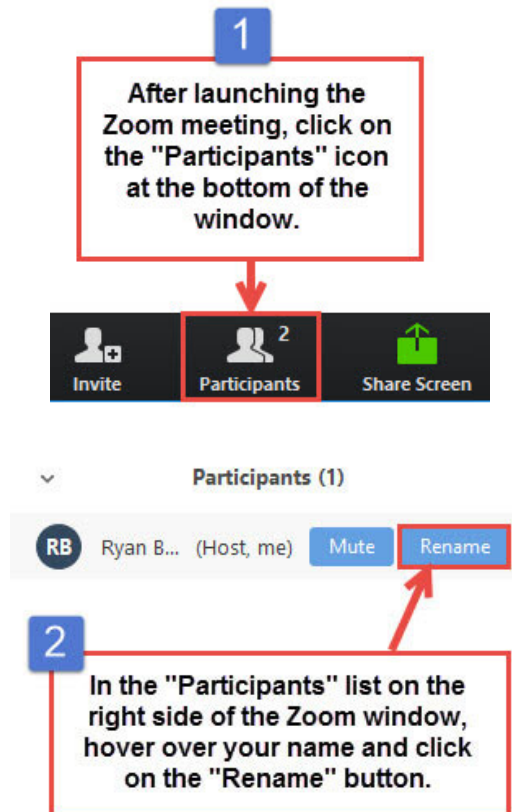 1
After launching the
Zoom meeting, click on
the "Participants" icon
at the bottom of the
window.
2
Invite
Participants
Share Screen
Participants (1)
RB Ryan B... (Host, me) Mute Rename
2
In the "Participants" list on the
right side of the Zoom window,
hover over your name and click
on the "Rename" button.